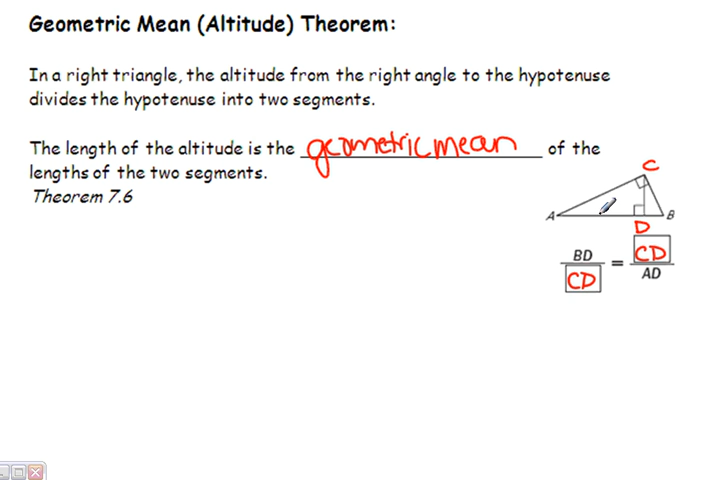 Geometric Mean (Altitude) Theorem:
In a right triangle, the altitude from the right angle to the hypotenuse
divides the hypotenuse into two segments.
The length of the altitude is the geometric mean of the
lengths of the two segments.
Theorem 7.6
C
A B
D
BD = CD
CD AD